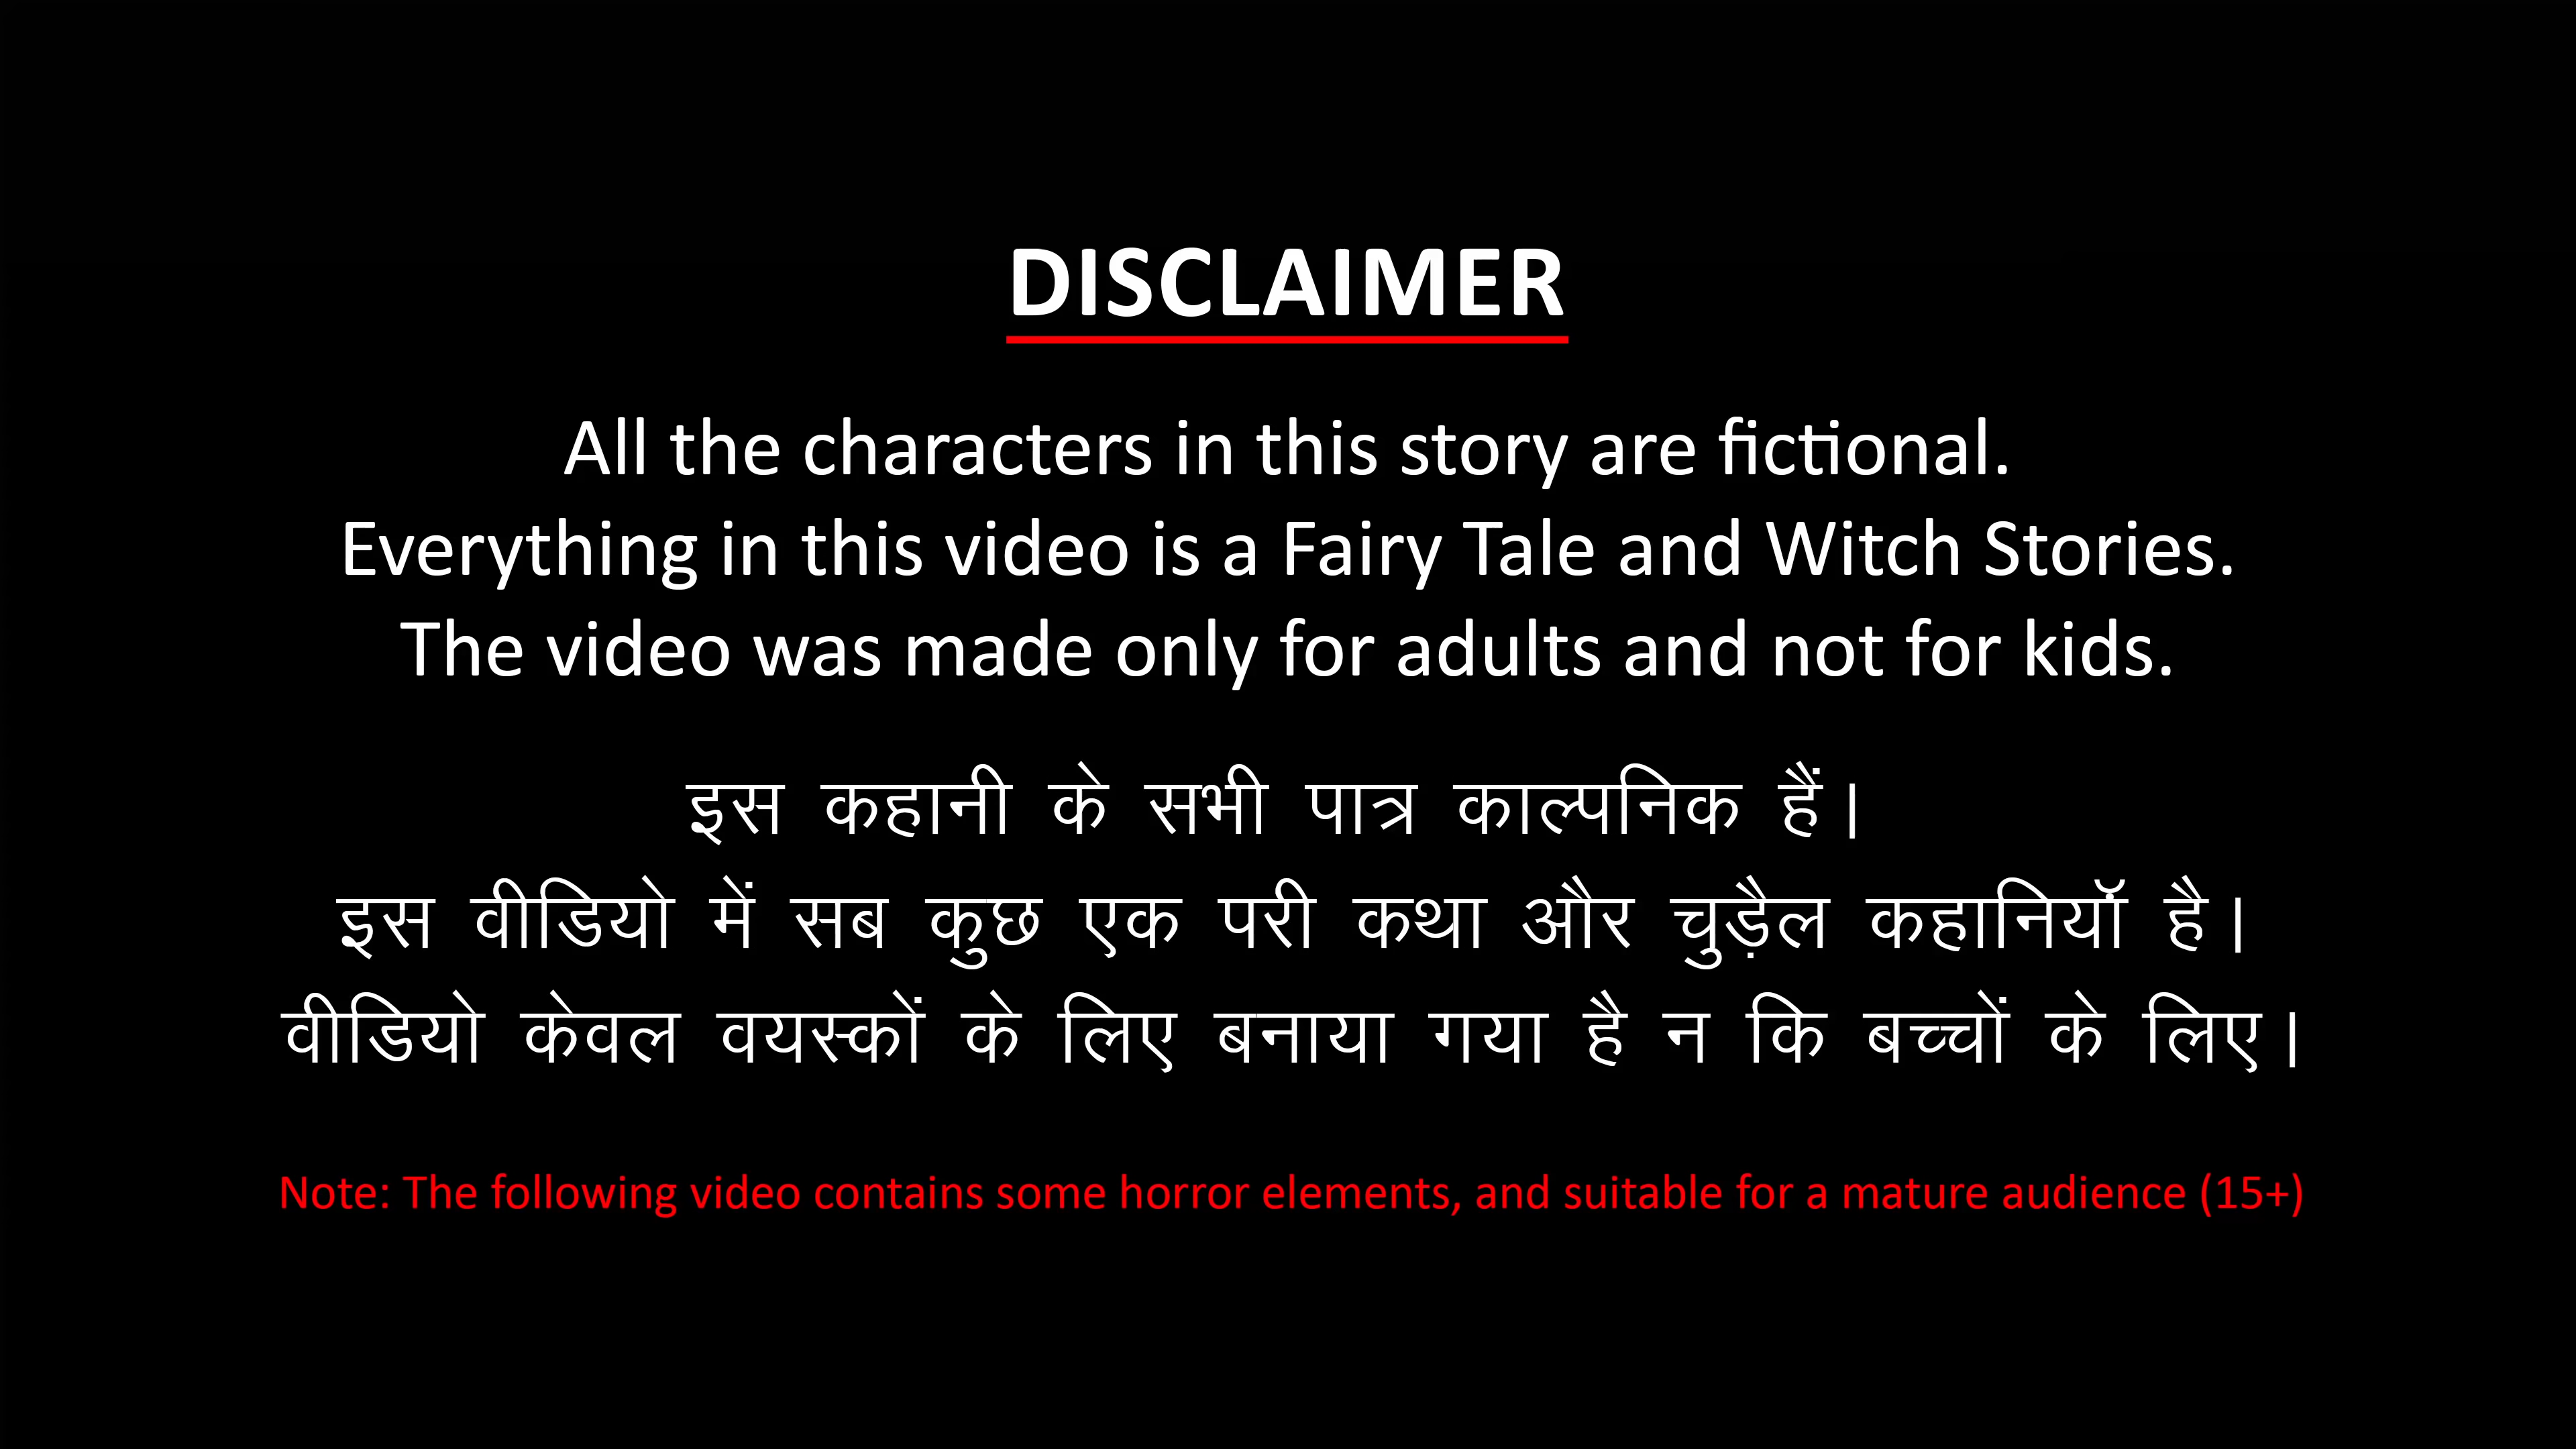 DISCLAIMER
All the characters in this story are fictional.
Everything in this video is a Fairy Tale and Witch Stories.
The video was made only for adults and not for kids.
इस कहानी के सभी पात्र काल्पनिक हैं।
इस वीडियो में सब कुछ एक परी कथा और चुड़ैल कहानियॉ है।
वीडियो केवल वयस्कों के लिए बनाया गया है न कि बच्चों के लिए।
Note: The following video contains some horror elements, and suitable for a mature audience (15+)